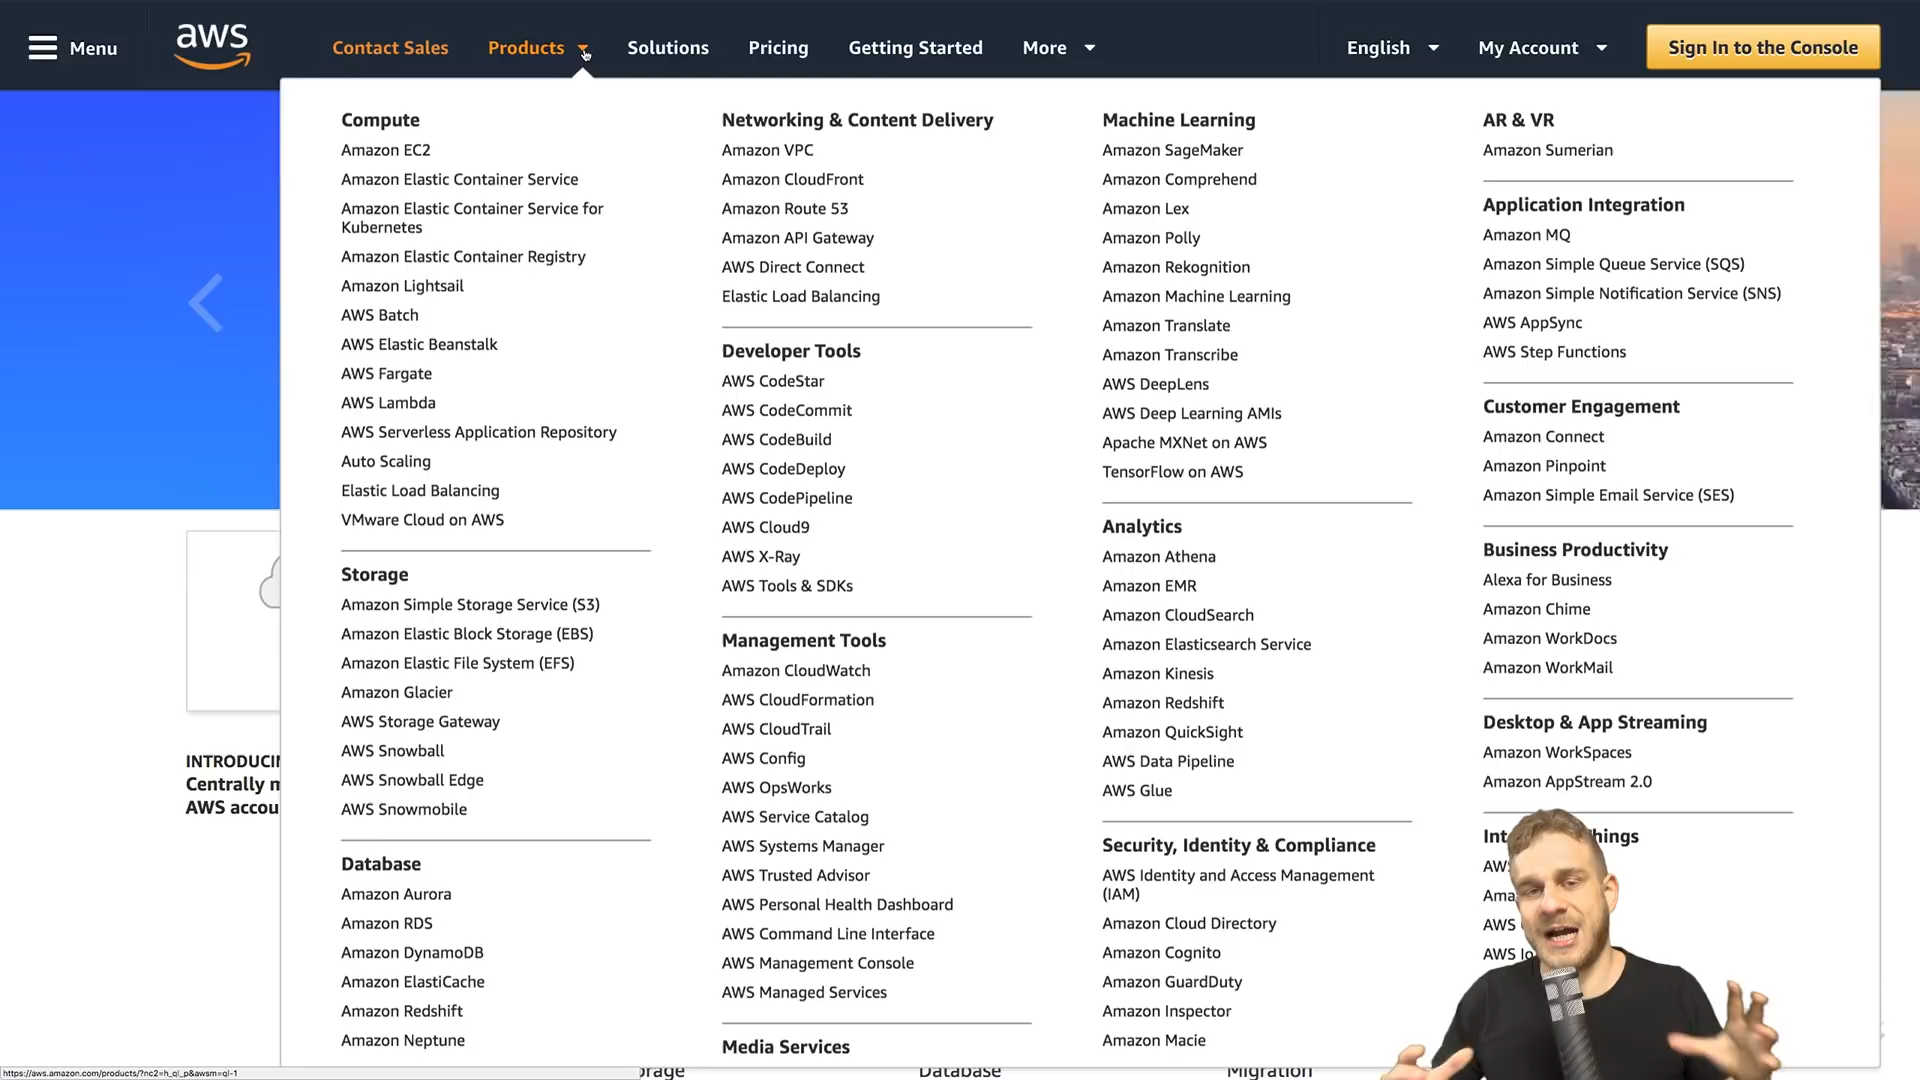 Menu
aws
Contact Sales
Products
Solutions
Pricing
Getting Started
More
English
My Account
Sign In to the Console
Compute
Amazon EC2
Amazon Elastic Container Service
Amazon Elastic Container Service for
Kubernetes
Amazon Elastic Container Registry
Amazon Lightsail
AWS Batch
AWS Elastic Beanstalk
AWS Fargate
AWS Lambda
AWS Serverless Application Repository
Auto Scaling
Elastic Load Balancing
VMware Cloud on AWS
Storage
Amazon Simple Storage Service (S3)
Amazon Elastic Block Storage (EBS)
Amazon Elastic File System (EFS)
Amazon Glacier
AWS Storage Gateway
AWS Snowball
AWS Snowball Edge
AWS Snowmobile
Database
Amazon Aurora
Amazon RDS
Amazon DynamoDB
Amazon ElastiCache
Amazon Redshift
Amazon Neptune
Networking & Content Delivery
Amazon VPC
Amazon CloudFront
Amazon Route 53
Amazon API Gateway
AWS Direct Connect
Elastic Load Balancing
Developer Tools
AWS CodeStar
AWS CodeCommit
AWS CodeBuild
AWS CodeDeploy
AWS CodePipeline
AWS Cloud9
AWS X-Ray
AWS Tools & SDKs
Management Tools
Amazon CloudWatch
AWS CloudFormation
AWS CloudTrail
AWS Config
AWS OpsWorks
AWS Service Catalog
AWS Systems Manager
AWS Trusted Advisor
AWS Personal Health Dashboard
AWS Command Line Interface
AWS Management Console
AWS Managed Services
Media Services
Machine Learning
Amazon SageMaker
Amazon Comprehend
Amazon Lex
Amazon Polly
Amazon Rekognition
Amazon Machine Learning
Amazon Translate
Amazon Transcribe
AWS DeepLens
AWS Deep Learning AMIs
Apache MXNet on AWS
TensorFlow on AWS
Analytics
Amazon Athena
Amazon EMR
Amazon CloudSearch
Amazon Elasticsearch Service
Amazon Kinesis
Amazon Redshift
Amazon QuickSight
AWS Data Pipeline
AWS Glue
Security, Identity & Compliance
AWS Identity and Access Management
(IAM)
Amazon Cloud Directory
Amazon Cognito
Amazon GuardDuty
Amazon Inspector
Amazon Macie
AR & VR
Amazon Sumerian
Application Integration
Amazon MQ
Amazon Simple Queue Service (SQS)
Amazon Simple Notification Service (SNS)
AWS AppSync
AWS Step Functions
Customer Engagement
Amazon Connect
Amazon Pinpoint
Amazon Simple Email Service (SES)
Business Productivity
Alexa for Business
Amazon Chime
Amazon WorkDocs
Amazon WorkMail
Desktop & App Streaming
Amazon WorkSpaces
Amazon AppStream 2.0
AWS
AWS
AWS
Centrally
AWS
https://aws.amazon.com/products/?nc2=h_ql_p&awsm=ql-1
Database
Migration